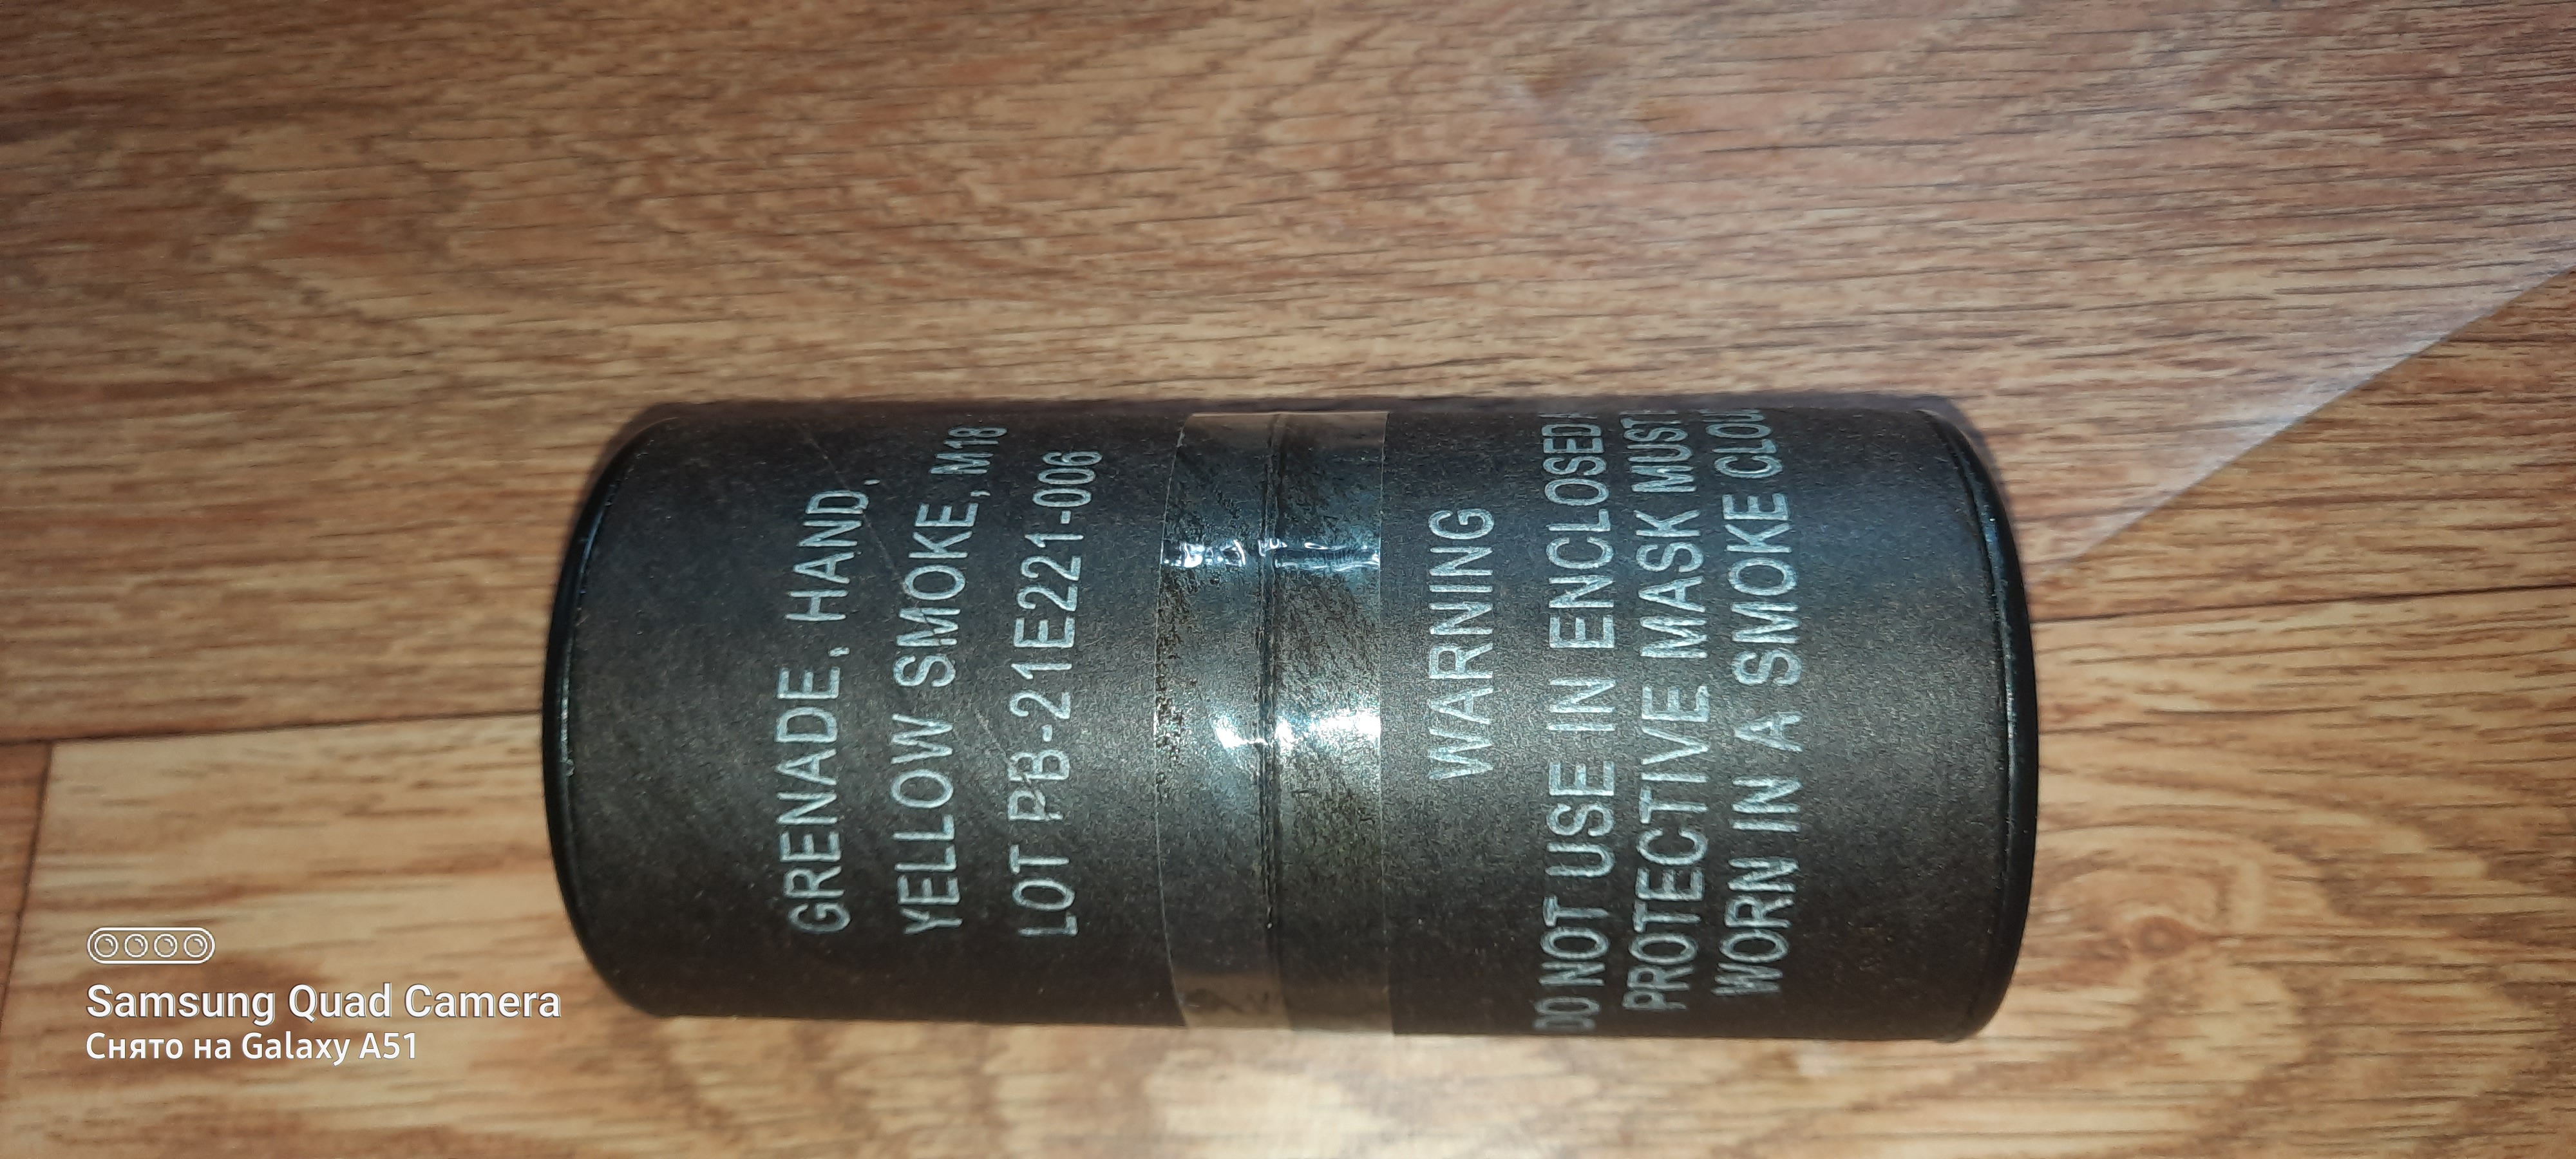 GRENADE, HAND,
YELLOW SMOKE, M18
LOT PB-21E221-006
WARNING
DO NOT USE IN ENCLOSED
PROTECTIVE MASK MUST
WORN IN A SMOKE CLOU
Samsung Quad Camera
Снято на Galaxy A51